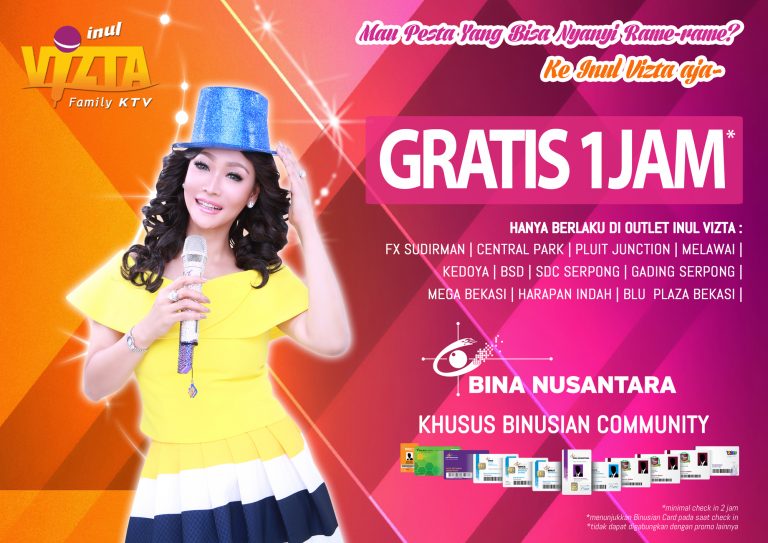 inul
VIZTA
Family KTV
Mau Pesta Yang Bisa Nyanyi Rame-rame?
Ke Inul Vizta aja~
GRATIS 1 JAM*
HANYA BERLAKU DI OUTLET INUL VIZTA :
FX SUDIRMAN | CENTRAL PARK | PLUIT JUNCTION | MELAWAI |
KEDOYA | BSD | SDC SERPONG | GADING SERPONG |
MEGA BEKASI | HARAPAN INDAH | BLU PLAZA BEKASI |
BINA NUSANTARA
KHUSUS BINUSIAN COMMUNITY
*minimal check in 2 jam
*menunjukkan Binusian Card pada saat check in
*tidak dapat digabungkan dengan promo lainnya